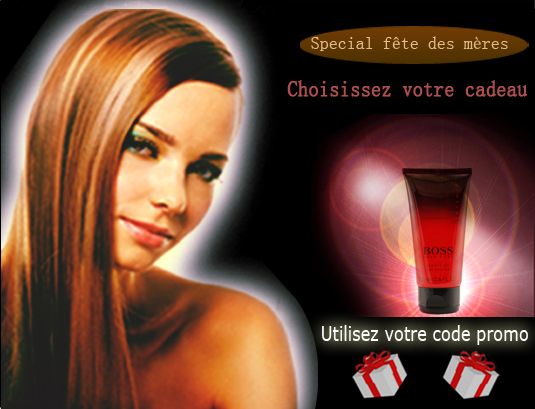 Special fête des mères
Choisissez votre cadeau
BOSS
Utilisez votre code promo